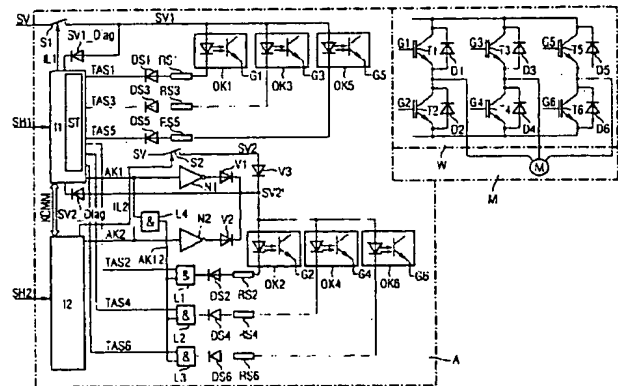 SV
S1
SV1_Diag
SV1
IL1
TAS1
DS1
RS1
OK1
G1
OK3
G3
OK5
G5
TAS3
DS3
RS3
TAS5
DS5
RS5
SH1
I1
ST
SV
S2
SV2
AK1
N1
V1
V3
SV2'
KOMM
SV2_Diag
IL2
L4
&
N2
V2
AK2
AK12
TAS2
L1
&
DS2
RS2
OK2
G2
OK4
G4
OK6
G6
SH2
I2
TAS4
L2
&
DS4
RS4
TAS6
L3
&
DS6
RS6
A
G1
T1
D1
G3
T3
D3
G5
T5
D5
G2
T2
D2
G4
T4
D4
G6
T6
D6
W
M
M